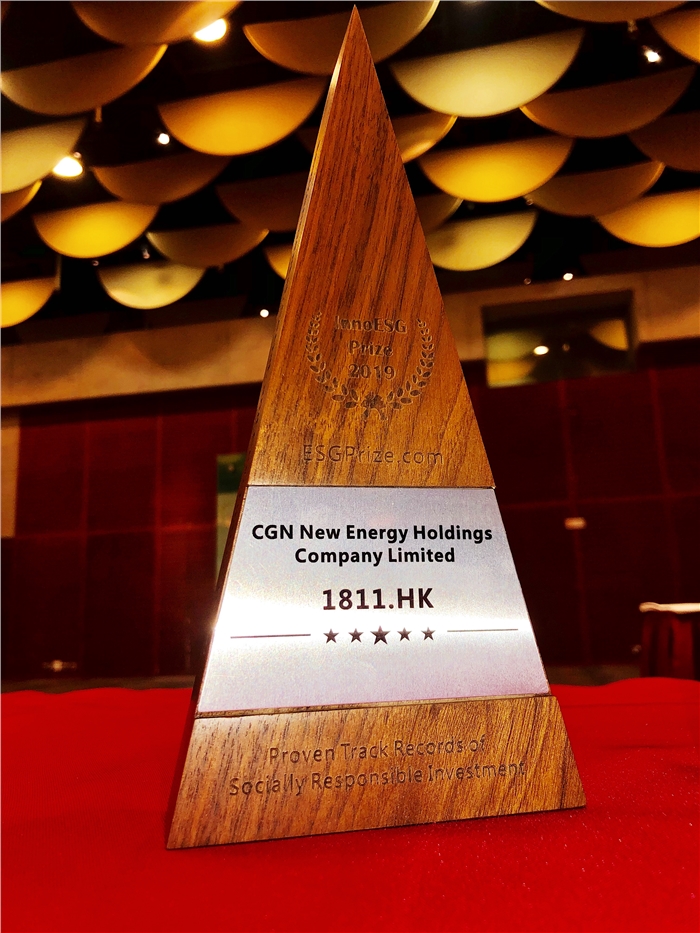 InnoESG
Prize
2019
ESGPrize.com
CGN New Energy Holdings
Company Limited
1811.HK
Proven Track Records of
Socially Responsible Investment